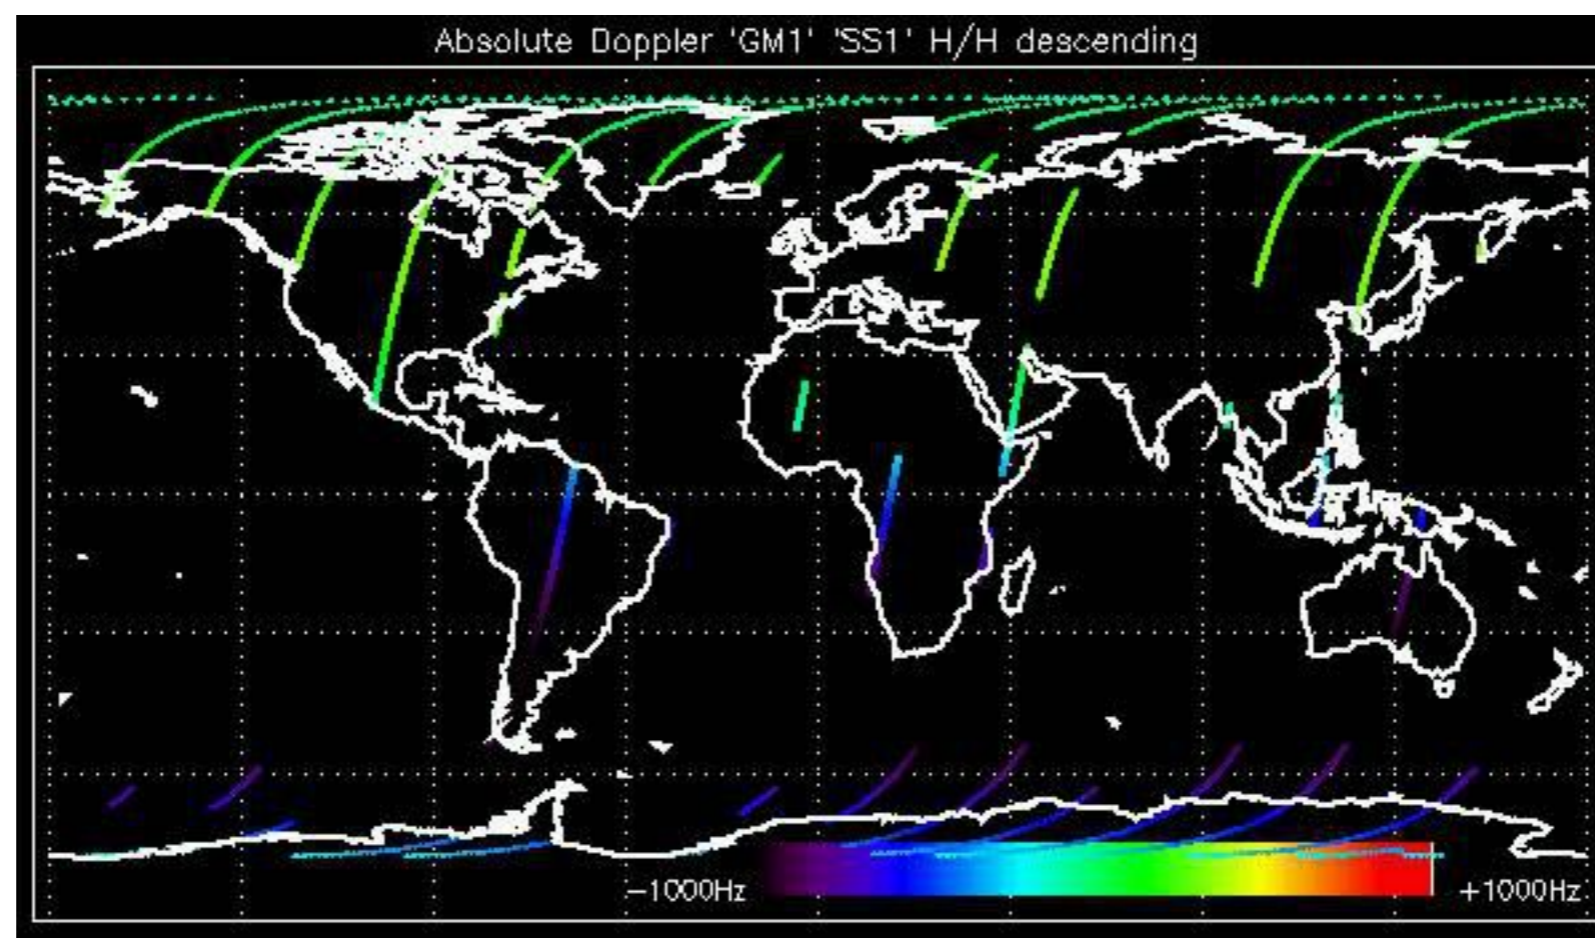 Absolute Doppler 'GM1' 'SS1' H/H descending
−1000Hz +1000Hz